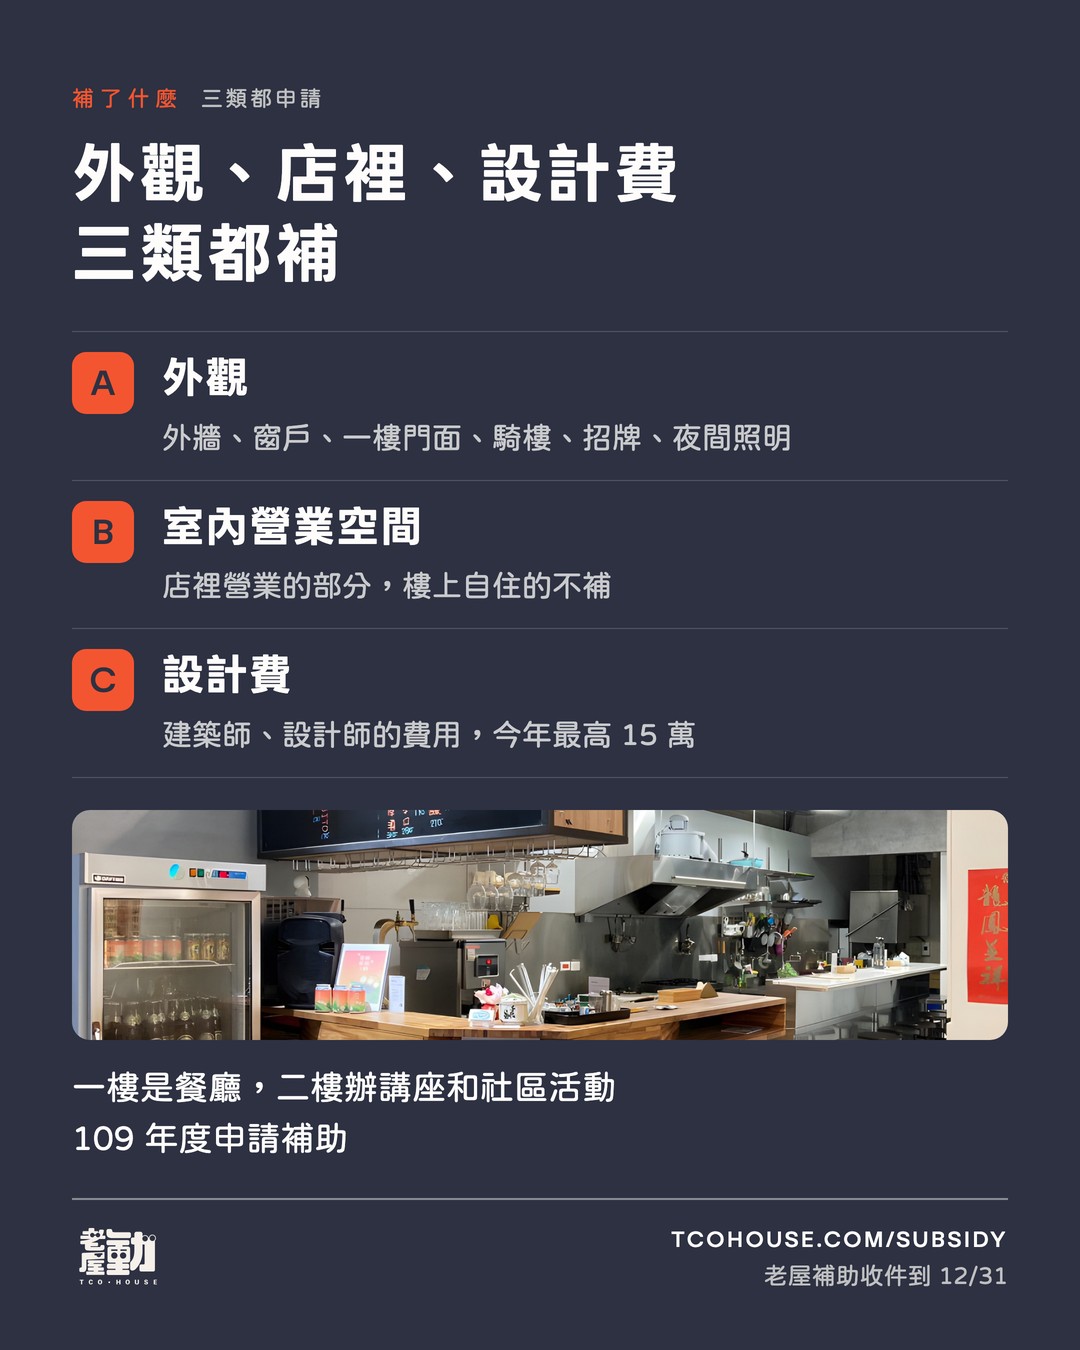 補了什麼 三類都申請
外觀、店裡、設計費
三類都補
A 外觀
外牆、窗戶、一樓門面、騎樓、招牌、夜間照明
B 室內營業空間
店裡營業的部分，樓上自住的不補
C 設計費
建築師、設計師的費用，今年最高 15 萬
龍鳳呈祥
一樓是餐廳，二樓辦講座和社區活動
109 年度申請補助
老屋動
TCO·HOUSE
TCOHOUSE.COM/SUBSIDY
老屋補助收件到 12/31